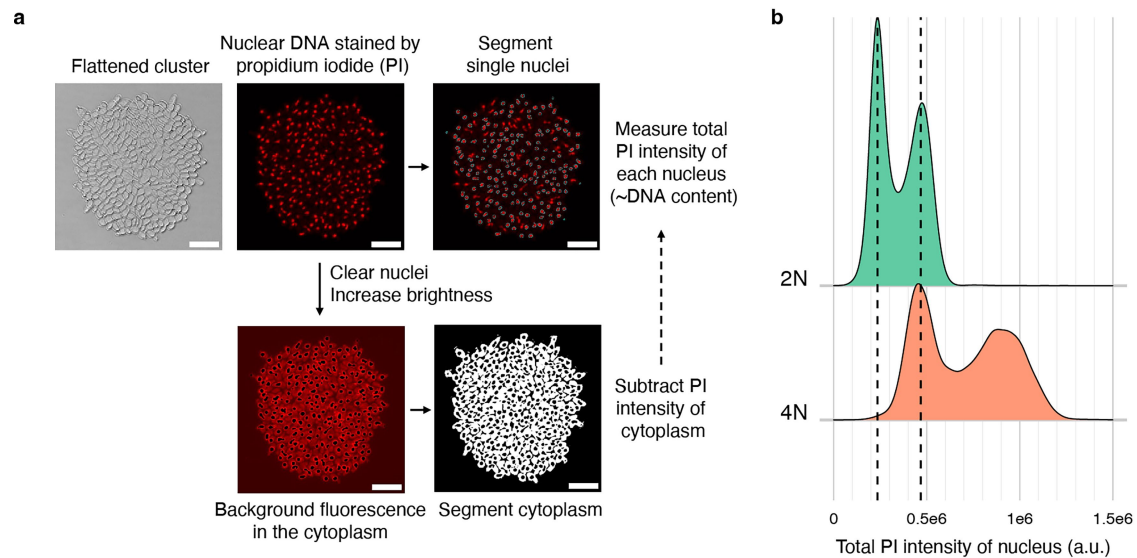 a
Flattened cluster
Nuclear DNA stained by
propidium iodide (PI)
Segment
single nuclei
Measure total
PI intensity of
each nucleus
(~DNA content)
Clear nuclei
Increase brightness
Subtract PI
intensity of
cytoplasm
Background fluorescence
in the cytoplasm
Segment cytoplasm
b
2N
4N
0
0.5e6
1e6
1.5e6
Total PI intensity of nucleus (a.u.)